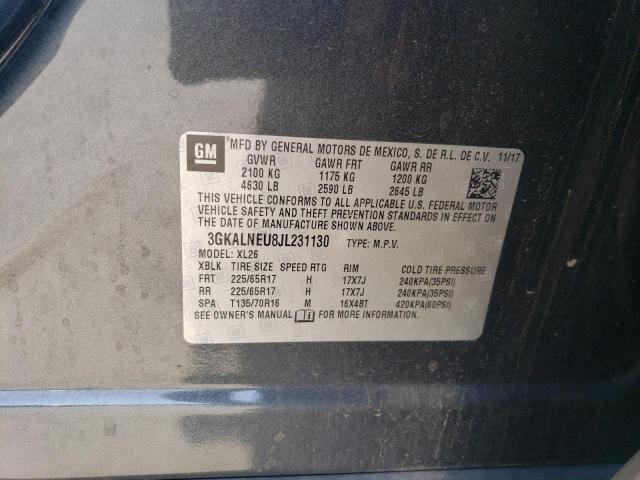 GM
® MFD BY GENERAL MOTORS DE MEXICO, S. DE R.L. DE C.V. 11/17
GVWR GAWR FRT GAWR RR
2100 KG 1175 KG 1200 KG
4630 LB 2590 LB 2645 LB
THIS VEHICLE CONFORMS TO ALL APPLICABLE U.S. FEDERAL MOTOR
VEHICLE SAFETY AND THEFT PREVENTION STANDARDS IN EFFECT ON
THE DATE OF MANUFACTURE SHOWN ABOVE.
3GKALNEU8JL231130 TYPE: M.P.V.
MODEL: XL26
XBLK TIRE SIZE SPEED RTG RIM COLD TIRE PRESSURE
FRT 225/65R17 H 17X7J 240KPA(35PSI)
RR 225/65R17 H 17X7J 240KPA(35PSI)
SPA T135/70R16 M 16X4BT 420KPA(60PSI)
SEE OWNER'S MANUAL FOR MORE INFORMATION